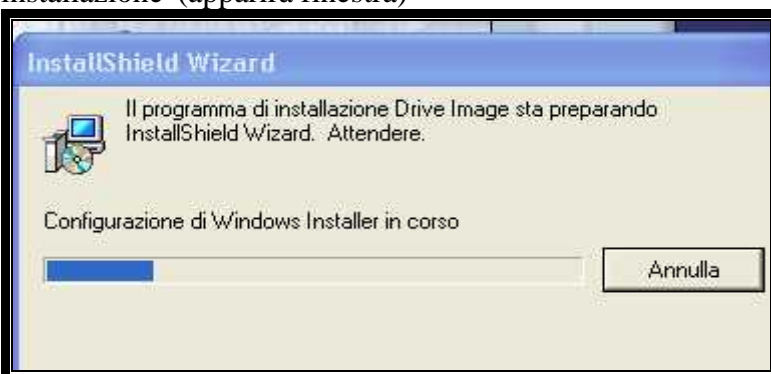 installazione (apparirà finestra)
InstallShield Wizard
Il programma di installazione Drive Image sta preparando
InstallShield Wizard. Attendere.
Configurazione di Windows Installer in corso
Annulla